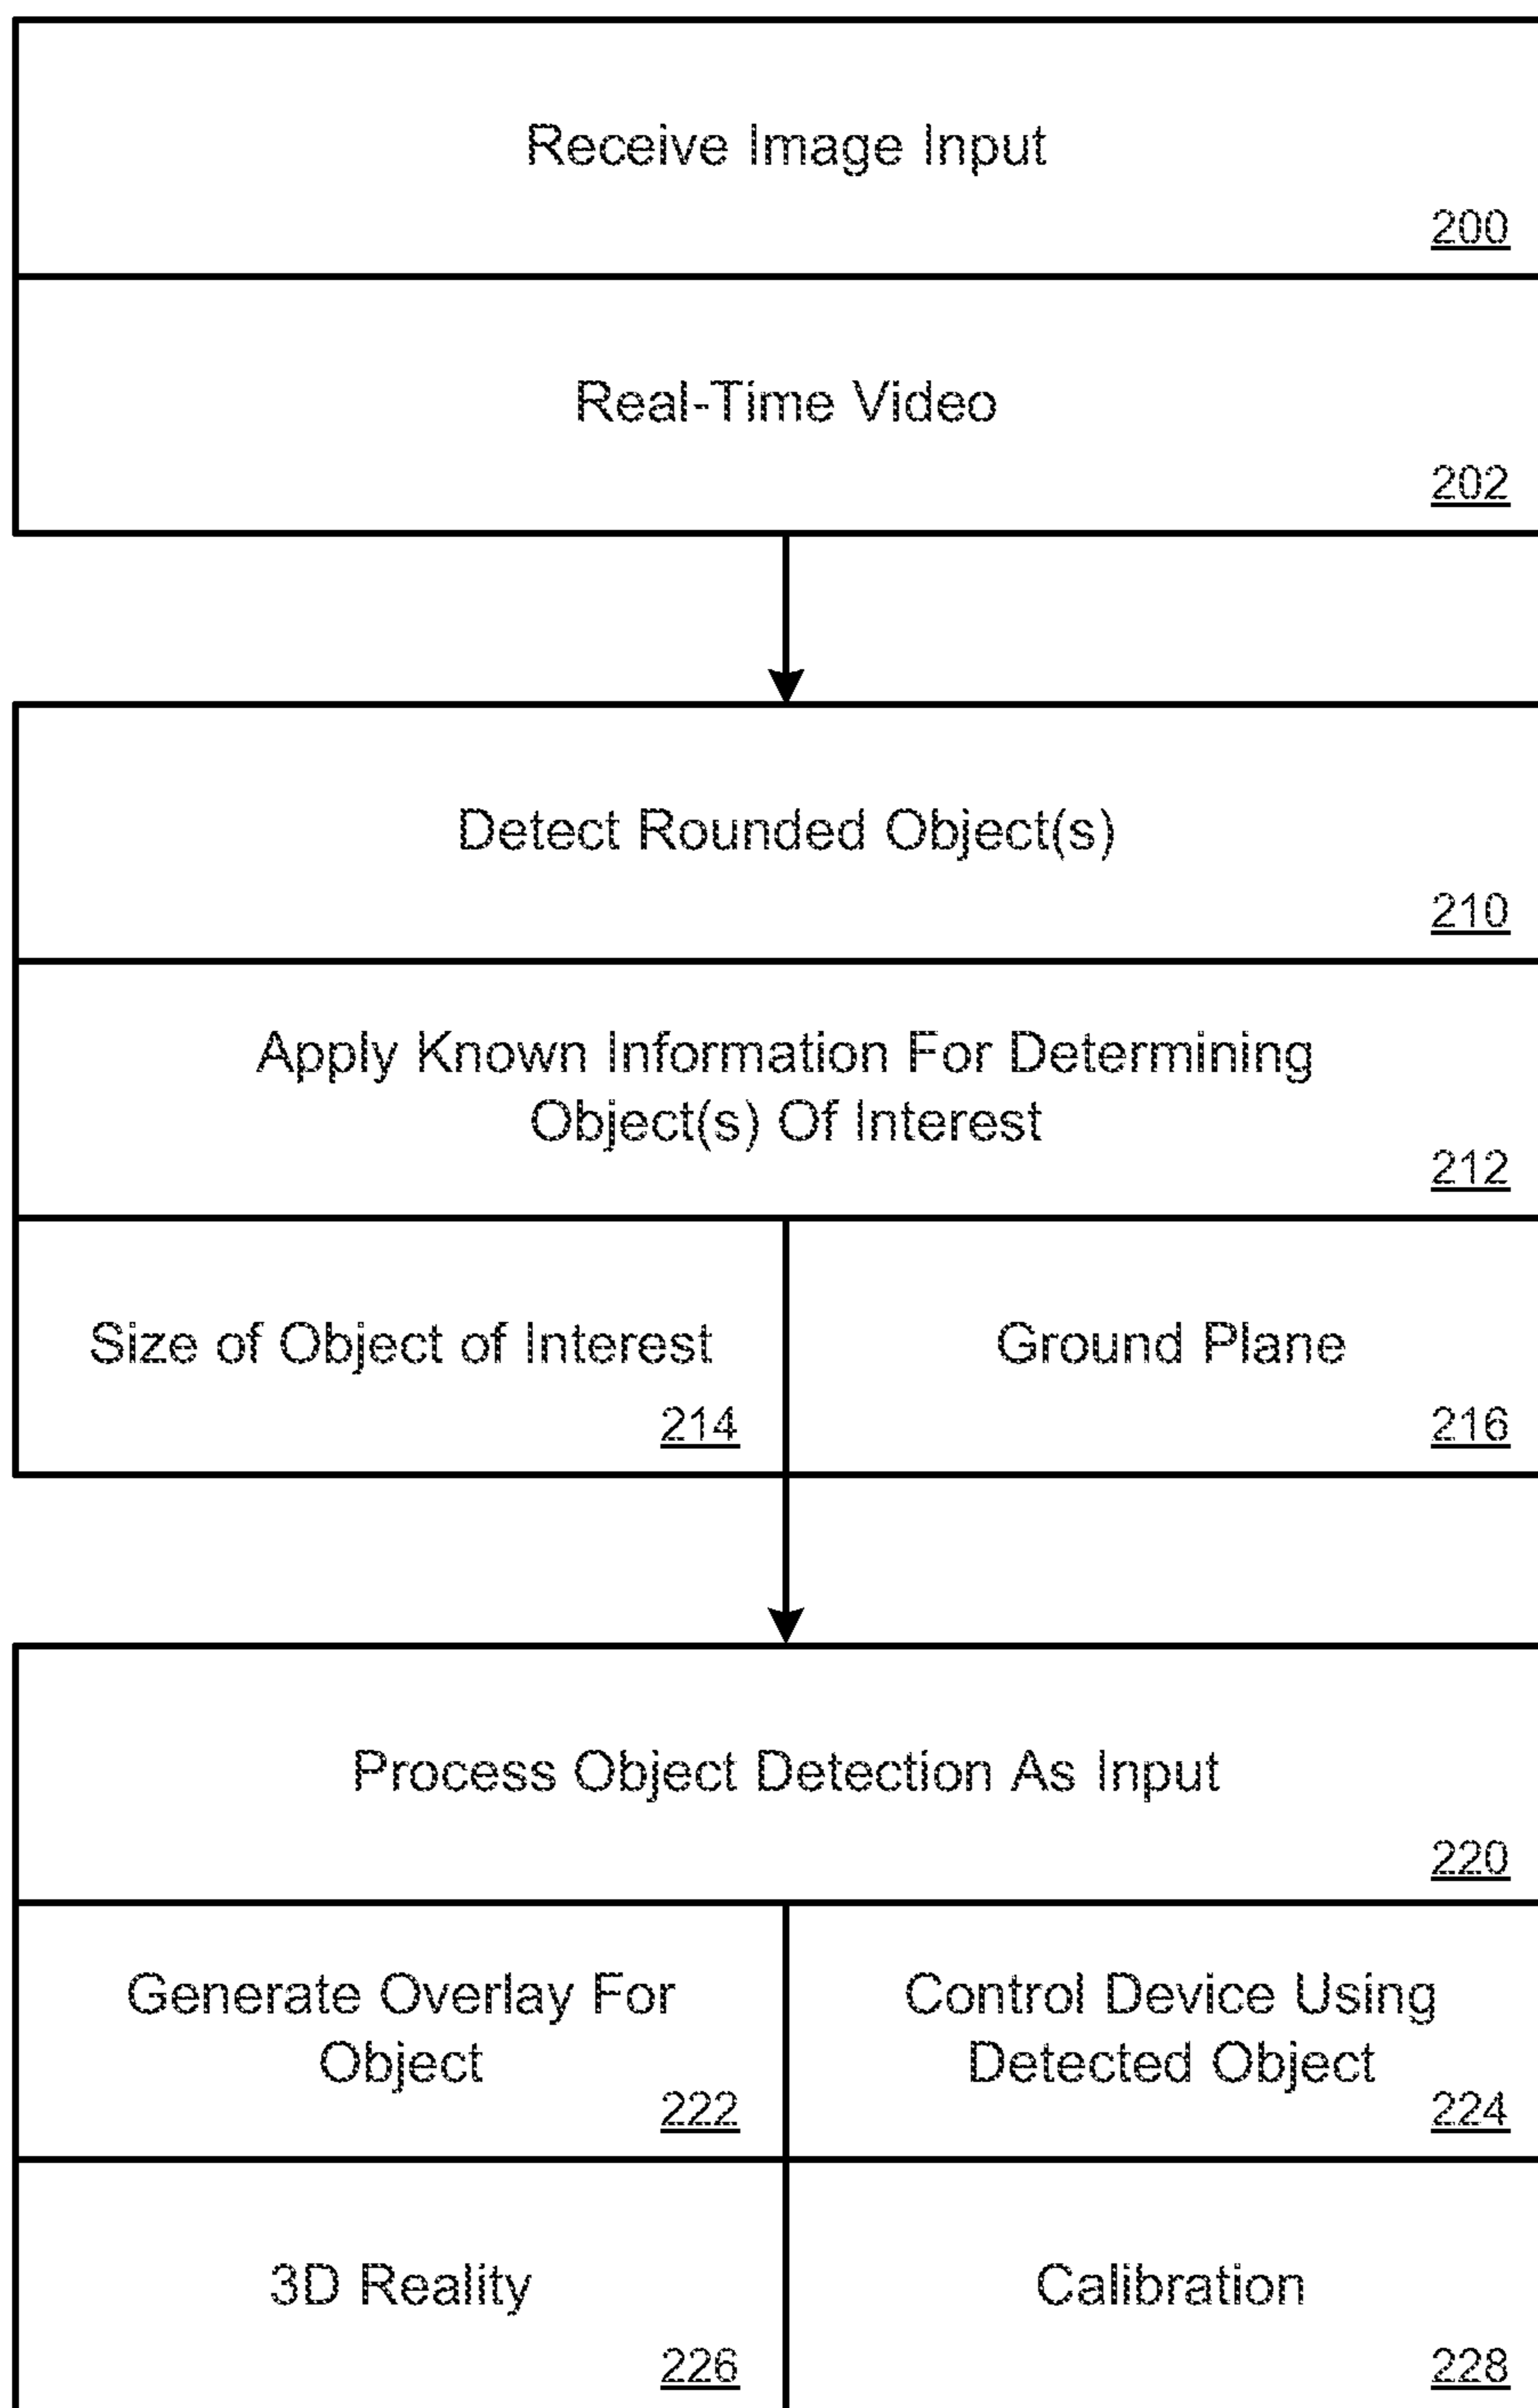 Receive Image Input
200
Real-Time Video
202
Detect Rounded Object(s)
210
Apply Known Information For Determining
Object(s) Of Interest
212
Size of Object of Interest
214
Ground Plane
216
Process Object Detection As Input
220
Generate Overlay For
Object
222
Control Device Using
Detected Object
224
3D Reality
226
Calibration
228